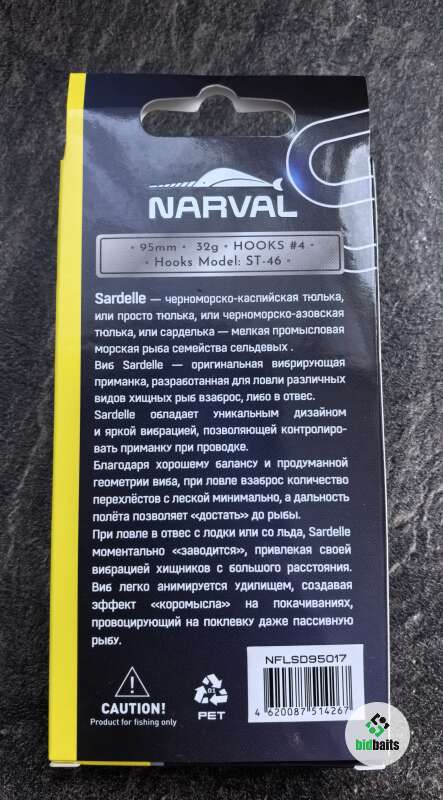 NARVAL
• 95mm • 32g • HOOKS #4 •
• Hooks Model: ST-46 •
Sardelle — черноморско-каспийская тюлька,
или просто тюлька, или черноморско-азовская
тюлька, или сарделька — мелкая промысловая
морская рыба семейства сельдевых .
Виб Sardelle — оригинальная вибрирующая
приманка, разработанная для ловли различных
видов хищных рыб взаброс, либо в отвес.
Sardelle обладает уникальным дизайном
и яркой вибрацией, позволяющей контролиро-
вать приманку при проводке.
Благодаря хорошему балансу и продуманной
геометрии виба, при ловле взаброс количество
перехлёстов с леской минимально, а дальность
полёта позволяет «достать» до рыбы.
При ловле в отвес с лодки или со льда, Sardelle
моментально «заводится», привлекая своей
вибрацией хищников с большого расстояния.
Виб легко анимируется удилищем, создавая
эффект «коромысла» на покачиваниях,
провоцирующий на поклевку даже пассивную
рыбу.
CAUTION!
Product for fishing only
01
PET
NFLSD95017
4 620087 514267
bidbaits